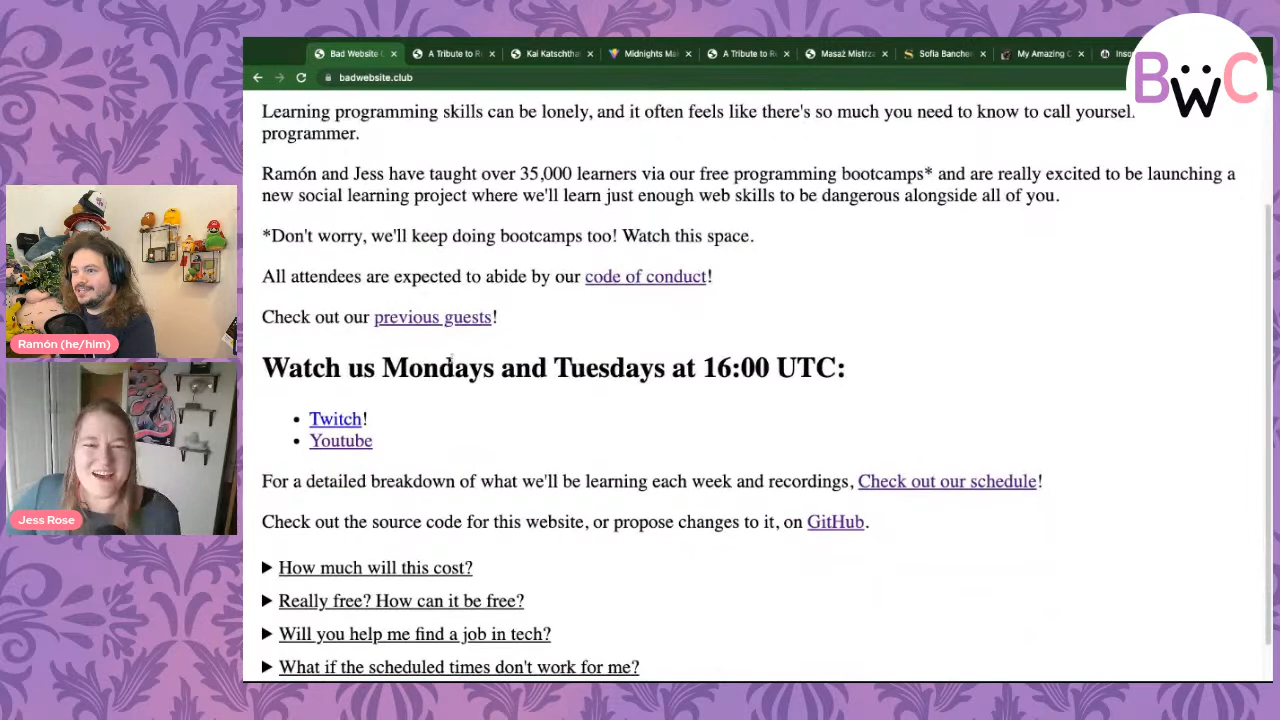 Bad Website C
A Tribute to Re
Kai Katschtha
Midnights Ma
A Tribute to Re
Masaż Mistrza
Sofia Banche
My Amazing C
Inso
BWC
badwebsite.club
Learning programming skills can be lonely, and it often feels like there's so much you need to know to call yoursel
programmer.
Ramón and Jess have taught over 35,000 learners via our free programming bootcamps* and are really excited to be launching a
new social learning project where we'll learn just enough web skills to be dangerous alongside all of you.
*Don't worry, we'll keep doing bootcamps too! Watch this space.
All attendees are expected to abide by our code of conduct!
Check out our previous guests!
Ramón (he/him)
Watch us Mondays and Tuesdays at 16:00 UTC:
• Twitch!
• Youtube
For a detailed breakdown of what we'll be learning each week and recordings, Check out our schedule!
Jess Rose
Check out the source code for this website, or propose changes to it, on GitHub.
How much will this cost?
Really free? How can it be free?
Will you help me find a job in tech?
What if the scheduled times don't work for me?